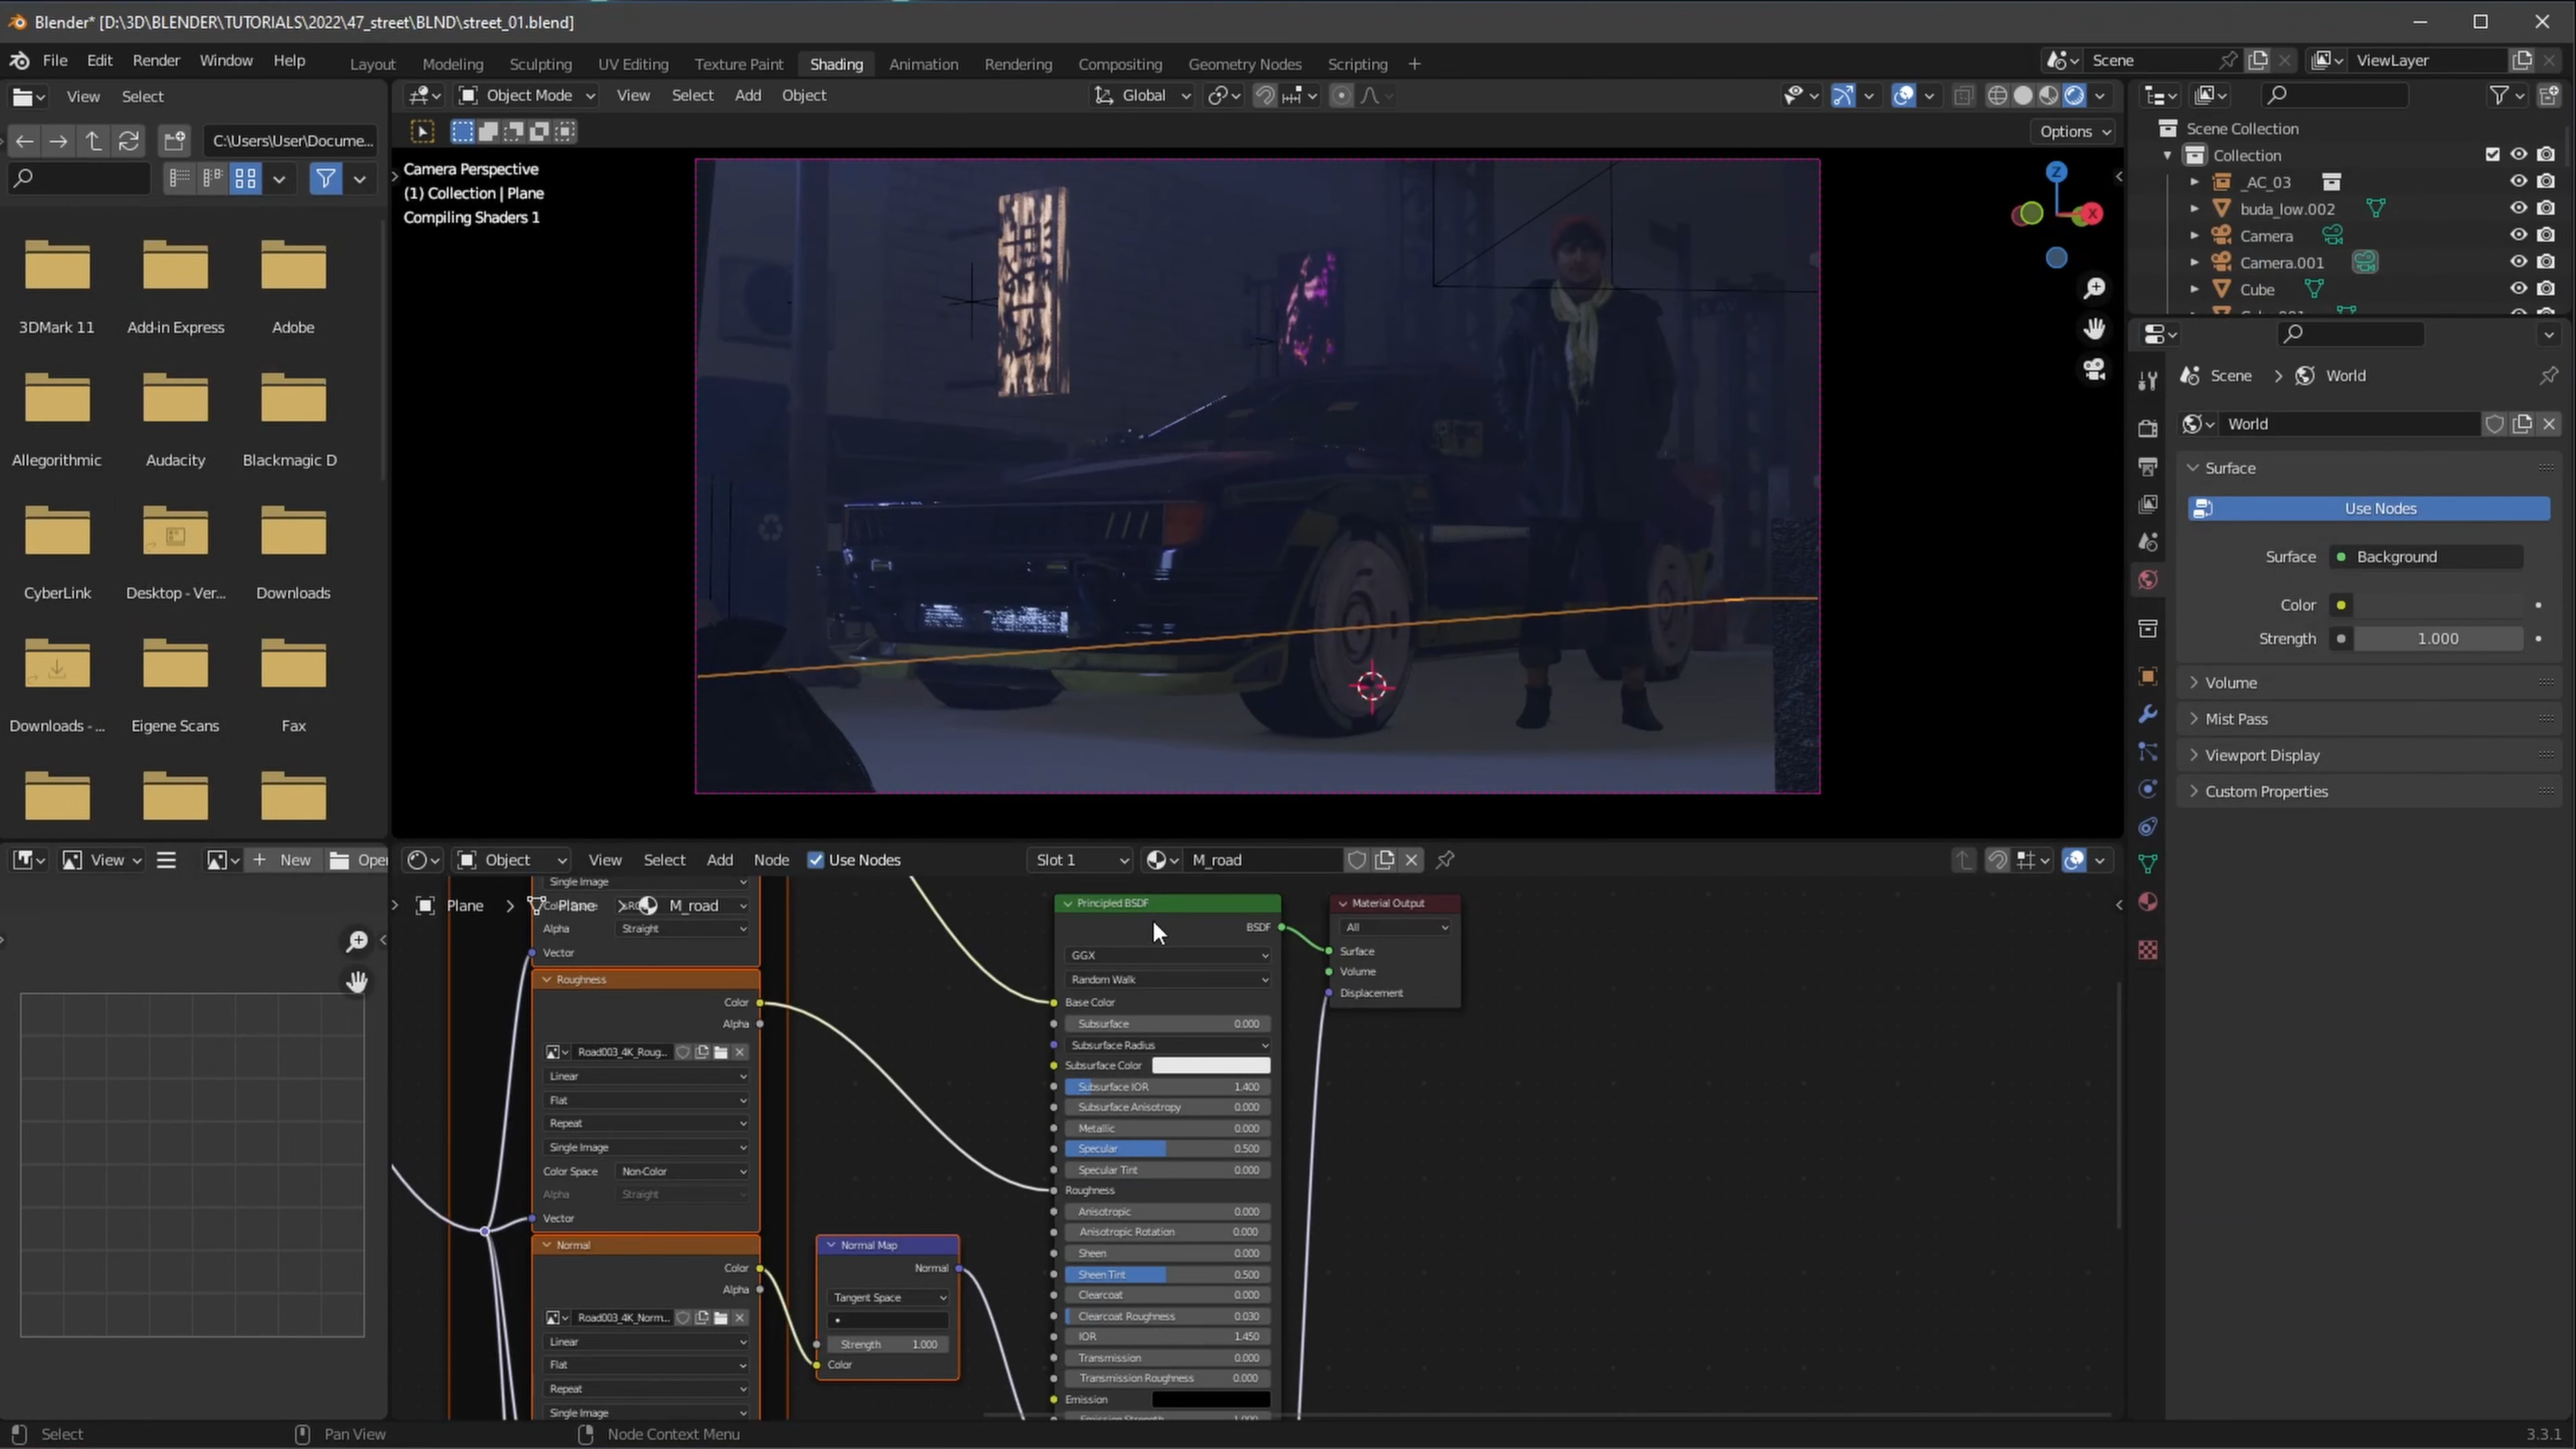 Blender* [D:\3D\BLENDER\TUTORIALS\2022\47_street\BLND\street_01.blend]
File Edit Render Window Help
Layout Modeling Sculpting UV Editing Texture Paint Shading Animation Rendering Compositing Geometry Nodes Scripting +
Scene
ViewLayer
View Select
C:\Users\User\Docume...
3DMark 11 Add-in Express Adobe
Allegorithmic Audacity Blackmagic D
CyberLink Desktop - Ver... Downloads
Downloads - ... Eigene Scans Fax
Object Mode View Select Add Object
Global
Options
Camera Perspective
(1) Collection | Plane
Compiling Shaders 1
Z
X
Scene Collection
Collection
_AC_03
buda_low.002
Camera
Camera.001
Cube
Scene > World
World
Surface
Use Nodes
Surface Background
Color
Strength 1.000
Volume
Mist Pass
Viewport Display
Custom Properties
View
+ New
Object View Select Add Node Use Nodes
Slot 1
M_road
Plane > Plane > M_road
Single Image
Alpha Straight
Vector
Roughness
Color
Alpha
Road003_4K_Roug...
Linear
Flat
Repeat
Single Image
Color Space Non-Color
Alpha Straight
Vector
Normal
Color
Alpha
Road003_4K_Norm...
Linear
Flat
Repeat
Single Image
Normal Map
Normal
Tangent Space
Strength 1.000
Color
Principled BSDF
BSDF
GGX
Random Walk
Base Color
Subsurface 0.000
Subsurface Radius
Subsurface Color
Subsurface IOR 1.400
Subsurface Anisotropy 0.000
Metallic 0.000
Specular 0.500
Specular Tint 0.000
Roughness
Anisotropic 0.000
Anisotropic Rotation 0.000
Sheen 0.000
Sheen Tint 0.500
Clearcoat 0.000
Clearcoat Roughness 0.030
IOR 1.450
Transmission 0.000
Transmission Roughness 0.000
Emission
Material Output
All
Surface
Volume
Displacement
Select
Pan View
Node Context Menu
3.3.1